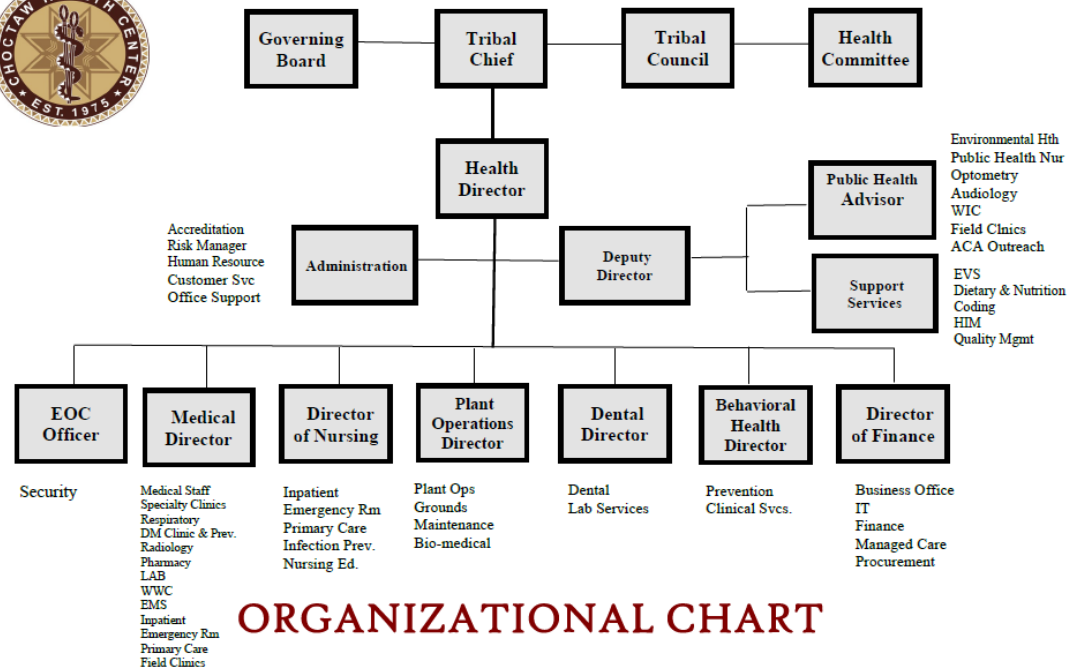 CHOCTAW HEALTH CENTER
★ EST. 1975 ★
Governing
Board
Tribal
Chief
Tribal
Council
Health
Committee
Health
Director
Accreditation
Risk Manager
Human Resource
Customer Svc
Office Support
Administration
Deputy
Director
Public Health
Advisor
Environmental Hth
Public Health Nur
Optometry
Audiology
WIC
Field Clnics
ACA Outreach
Support
Services
EVS
Dietary & Nutrition
Coding
HIM
Quality Mgmt
EOC
Officer
Security
Medical
Director
Medical Staff
Specialty Clinics
Respiratory
DM Clinic & Prev.
Radiology
Pharmacy
LAB
WWC
EMS
Inpatient
Emergency Rm
Primary Care
Field Clinics
Director
of Nursing
Inpatient
Emergency Rm
Primary Care
Infection Prev.
Nursing Ed.
Plant
Operations
Director
Plant Ops
Grounds
Maintenance
Bio-medical
Dental
Director
Dental
Lab Services
Behavioral
Health
Director
Prevention
Clinical Svcs.
Director
of Finance
Business Office
IT
Finance
Managed Care
Procurement
ORGANIZATIONAL CHART